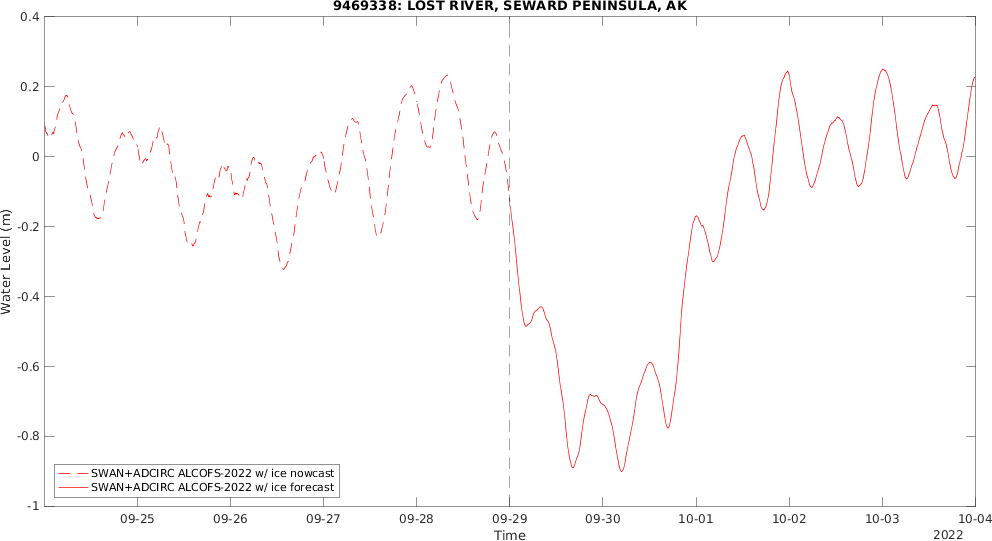 9469338: LOST RIVER, SEWARD PENINSULA, AK
Water Level (m)
0.4
0.2
0
-0.2
-0.4
-0.6
-0.8
-1
SWAN+ADCIRC ALCOFS-2022 w/ ice nowcast
SWAN+ADCIRC ALCOFS-2022 w/ ice forecast
09-25 09-26 09-27 09-28 09-29 09-30 10-01 10-02 10-03 10-04
Time
2022